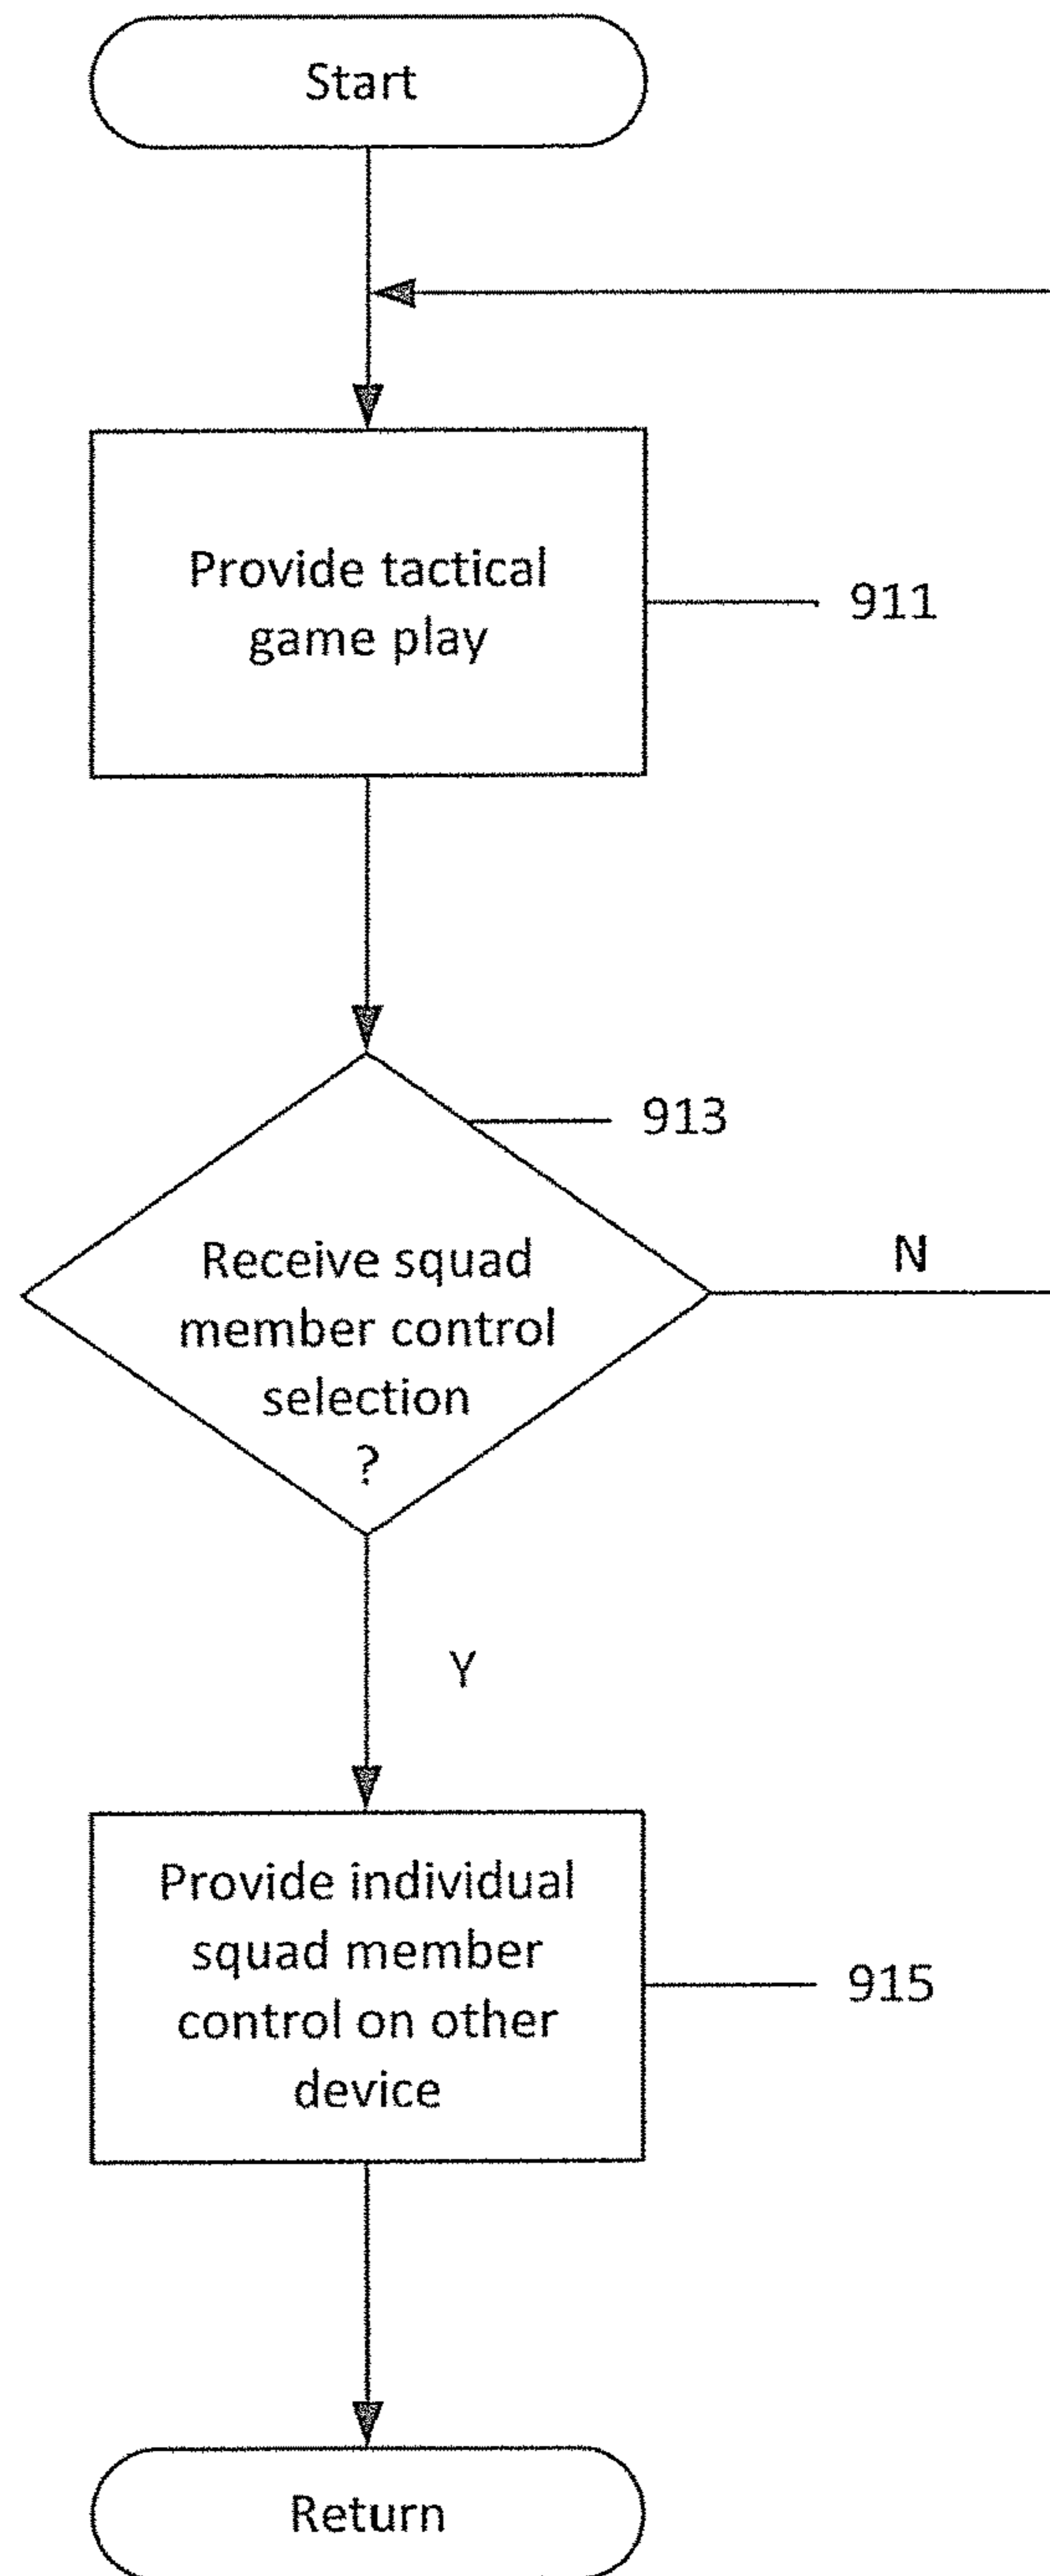 Start
Provide tactical
game play
911
913
Receive squad
member control
selection
?
N
Y
Provide individual
squad member
control on other
device
915
Return